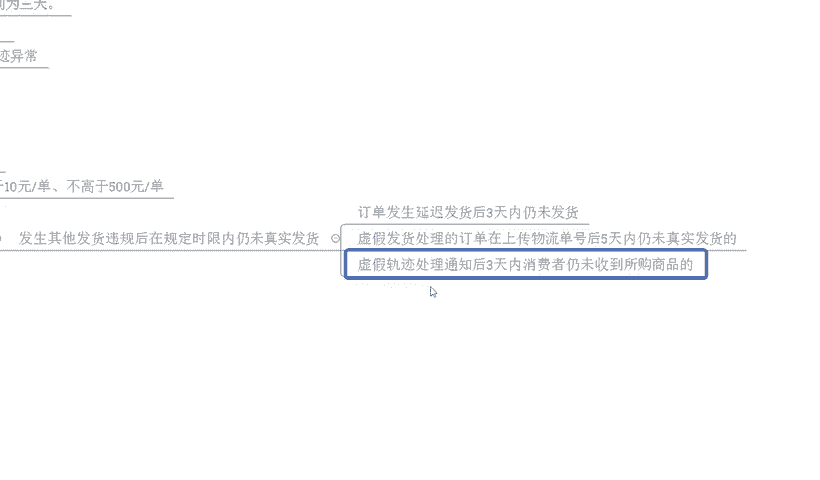 为三天。
迹异常
10元/单、不高于500元/单
订单发生延迟发货后3天内仍未发货
发生其他发货违规后在规定时限内仍未真实发货
虚假发货处理的订单在上传物流单号后5天内仍未真实发货的
虚假轨迹处理通知后3天内消费者仍未收到所购商品的